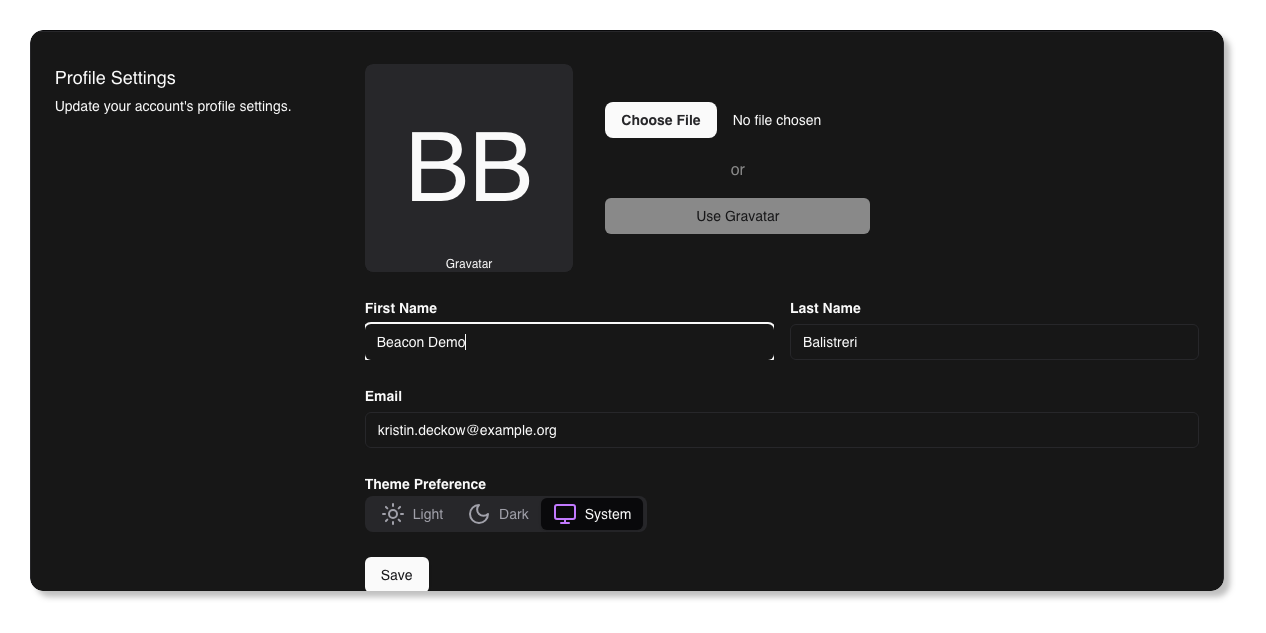 Profile Settings
Update your account's profile settings.
BB
Gravatar
Choose File No file chosen
or
Use Gravatar
First Name
Beacon Demo
Last Name
Balistreri
Email
kristin.deckow@example.org
Theme Preference
Light Dark System
Save